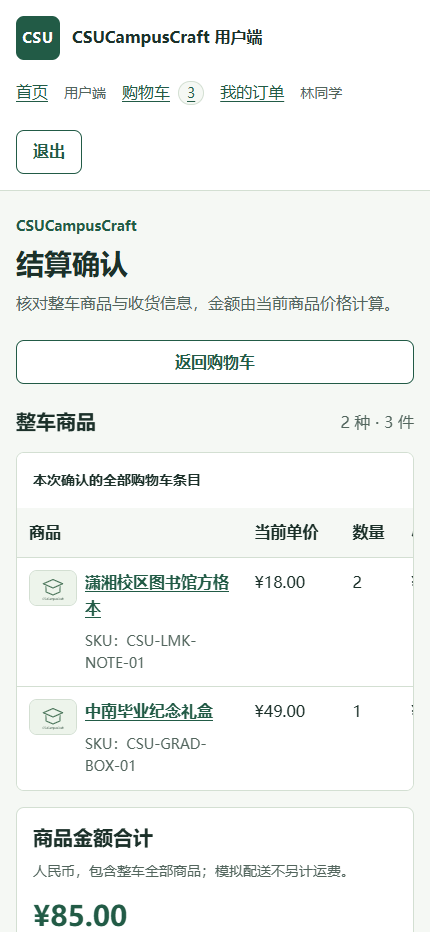 CSU CSUCampusCraft 用户端
首页 用户端 购物车 3 我的订单 林同学
退出
CSUCampusCraft
结算确认
核对整车商品与收货信息，金额由当前商品价格计算。
返回购物车
整车商品 2 种 · 3 件
本次确认的全部购物车条目
商品 当前单价 数量
潇湘校区图书馆方格本 ¥18.00 2
SKU：CSU-LMK-NOTE-01
中南毕业纪念礼盒 ¥49.00 1
SKU：CSU-GRAD-BOX-01
商品金额合计
人民币，包含整车全部商品；模拟配送不另计运费。
¥85.00